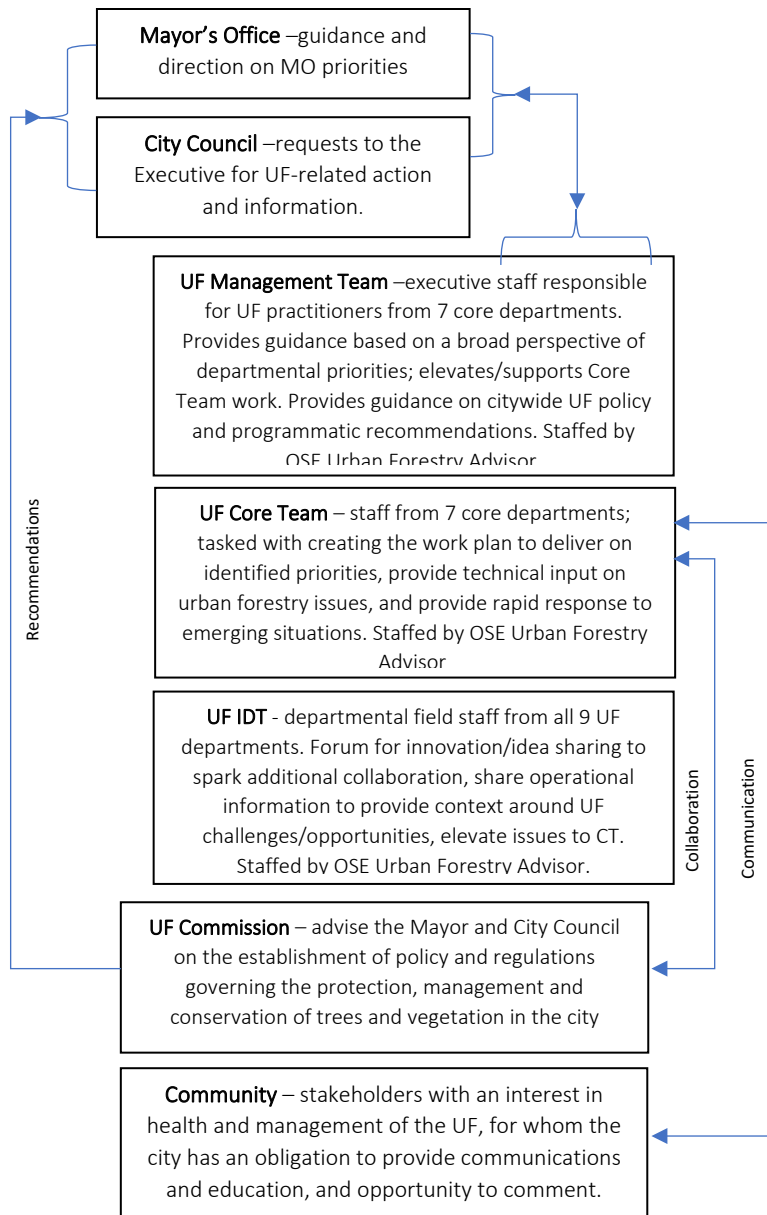 Mayor's Office –guidance and
direction on MO priorities
City Council –requests to the
Executive for UF-related action
and information.
UF Management Team –executive staff responsible
for UF practitioners from 7 core departments.
Provides guidance based on a broad perspective of
departmental priorities; elevates/supports Core
Team work. Provides guidance on citywide UF policy
and programmatic recommendations. Staffed by
OSE Urban Forestry Advisor
UF Core Team – staff from 7 core departments;
tasked with creating the work plan to deliver on
identified priorities, provide technical input on
urban forestry issues, and provide rapid response to
emerging situations. Staffed by OSE Urban Forestry
Advisor
Recommendations
UF IDT - departmental field staff from all 9 UF
departments. Forum for innovation/idea sharing to
spark additional collaboration, share operational
information to provide context around UF
challenges/opportunities, elevate issues to CT.
Staffed by OSE Urban Forestry Advisor.
Collaboration
Communication
UF Commission – advise the Mayor and City Council
on the establishment of policy and regulations
governing the protection, management and
conservation of trees and vegetation in the city
Community – stakeholders with an interest in
health and management of the UF, for whom the
city has an obligation to provide communications
and education, and opportunity to comment.